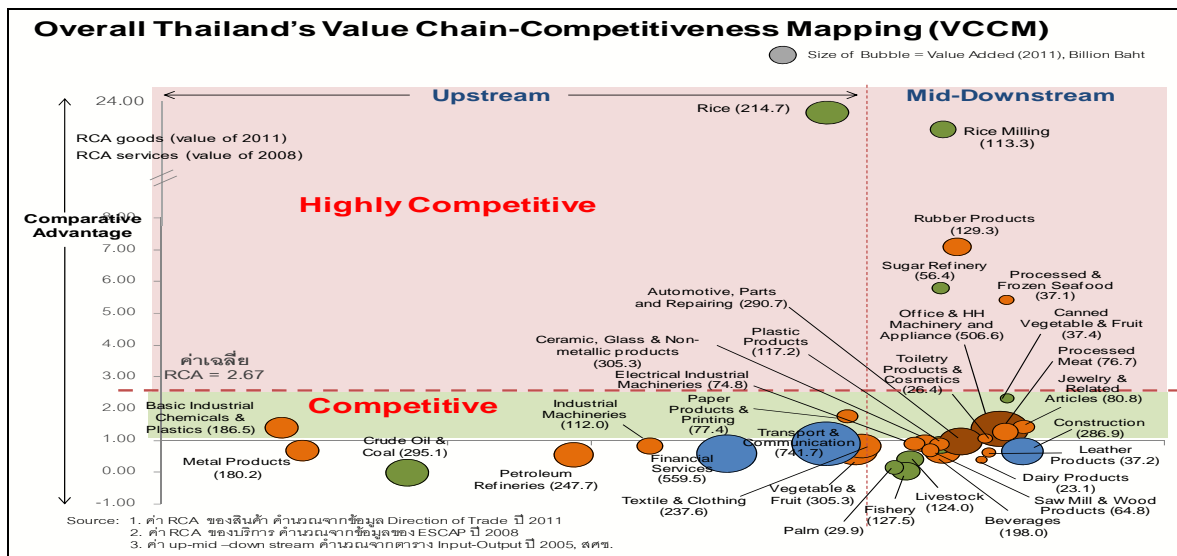 Overall Thailand's Value Chain-Competitiveness Mapping (VCCM)
Size of Bubble = Value Added (2011), Billion Baht
24.00
Upstream
Mid-Downstream
Rice (214.7)
Rice Milling
(113.3)
RCA goods (value of 2011)
RCA services (value of 2008)
Highly Competitive
Comparative
Advantage
8.00
7.00
6.00
5.00
4.00
3.00
2.00
1.00
0.00
-1.00
Rubber Products
(129.3)
Sugar Refinery
(56.4)
Processed &
Frozen Seafood
(37.1)
Automotive, Parts
and Repairing (290.7)
Office & HH
Machinery and
Appliance (506.6)
Canned
Vegetable & Fruit
(37.4)
Ceramic, Glass & Non-
metallic products
(305.3)
Plastic
Products
(117.2)
Toiletry
Products
& Cosmetics
(26.4)
Processed
Meat (76.7)
ค่าเฉลี่ย
RCA = 2.67
Electrical Industrial
Machineries (74.8)
Jewelry &
Related
Articles (80.8)
Competitive
Basic Industrial
Chemicals &
Plastics (186.5)
Industrial
Machineries
(112.0)
Paper
Products &
Printing
(77.4)
Transport &
Communication
(741.7)
Construction
(286.9)
Metal Products
(180.2)
Crude Oil &
Coal (295.1)
Petroleum
Refineries (247.7)
Financial
Services
(559.5)
Leather
Products (37.2)
Textile & Clothing
(237.6)
Vegetable &
Fruit (305.3)
Palm (29.9)
Fishery
(127.5)
Livestock
(124.0)
Dairy Products
(23.1)
Saw Mill & Wood
Products (64.8)
Beverages
(198.0)
Source: 1. ค่า RCA ของสินค้า คำนวณจากข้อมูล Direction of Trade ปี 2011
2. ค่า RCA ของบริการ คำนวณจากข้อมูลของ ESCAP ปี 2008
3. ค่า up-mid –down stream คำนวณจากตาราง Input-Output ปี 2005, สศช.